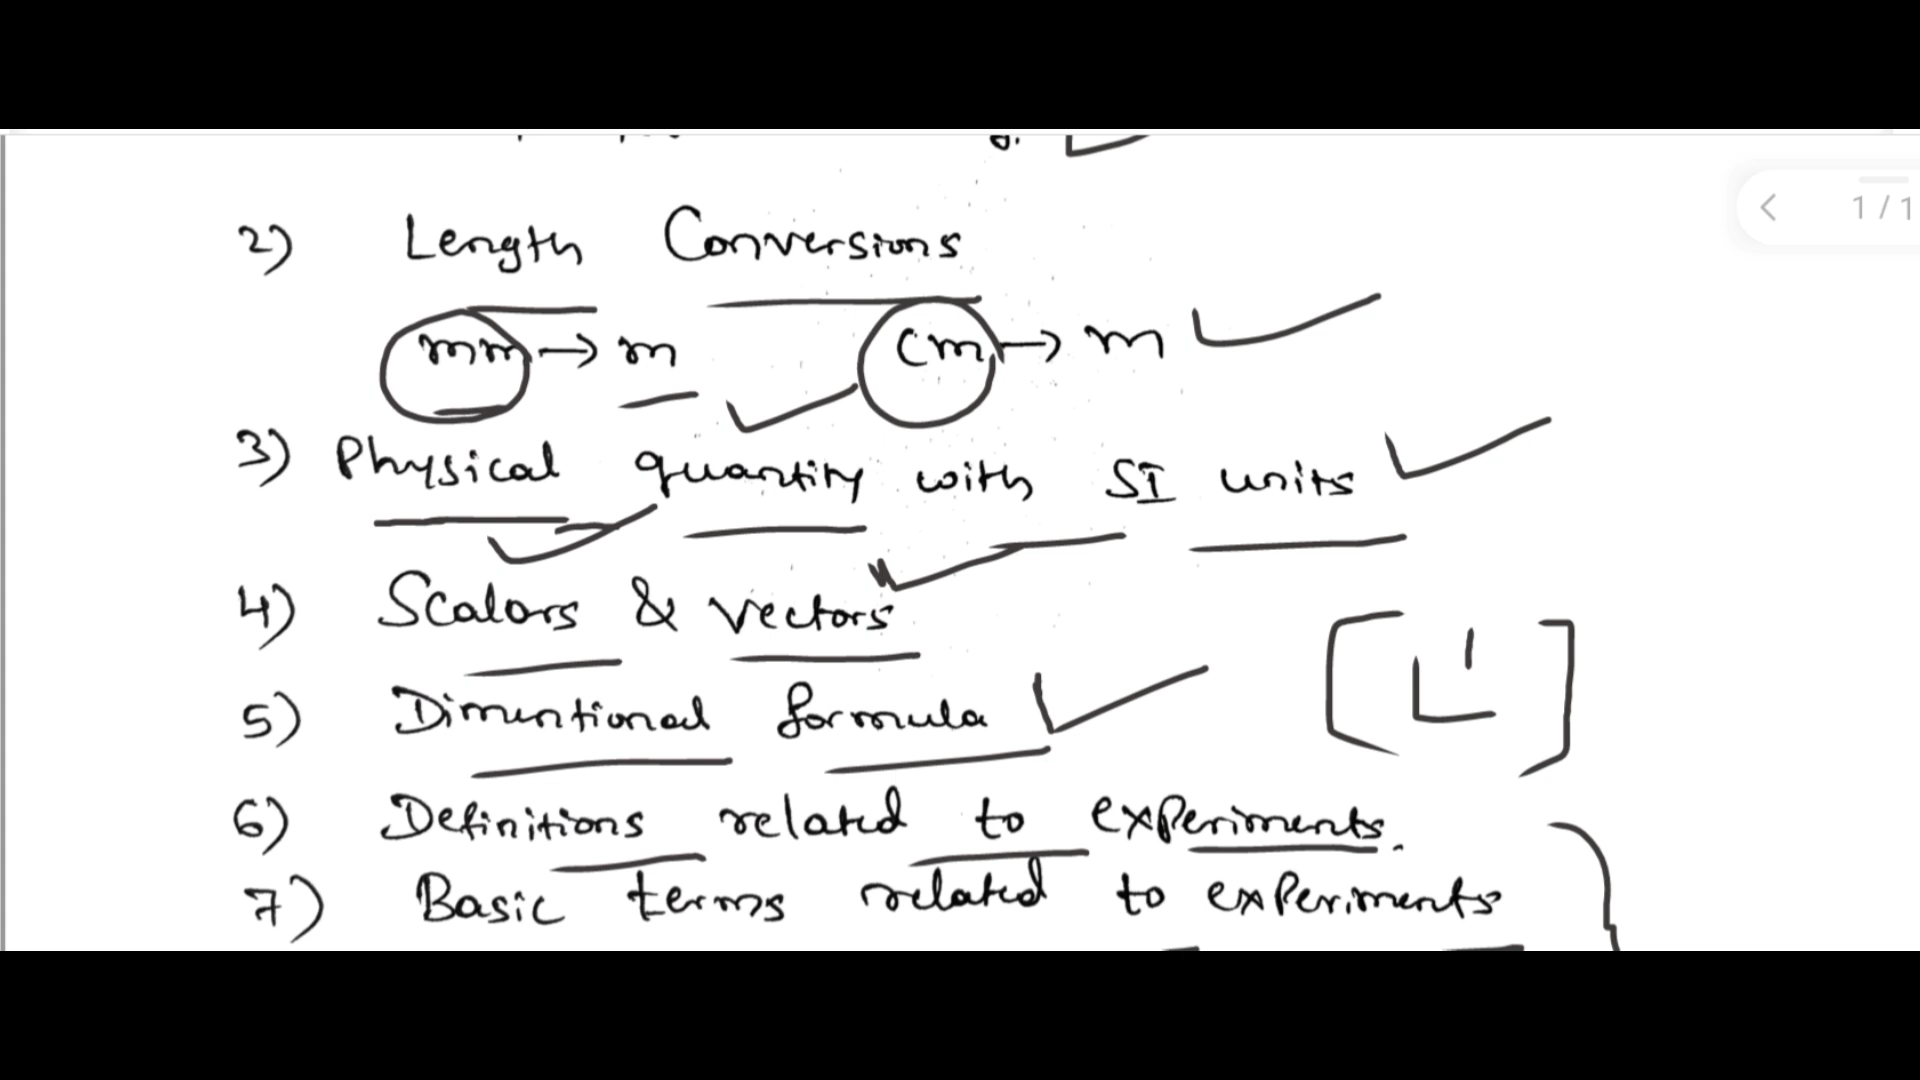 1 / 1
2) Length Conversions
mm → m cm → m
3) Physical quantity with SI units
4) Scalars & Vectors
5) Dimentional formula [L¹]
6) Definitions related to experiments.
7) Basic terms related to experiments